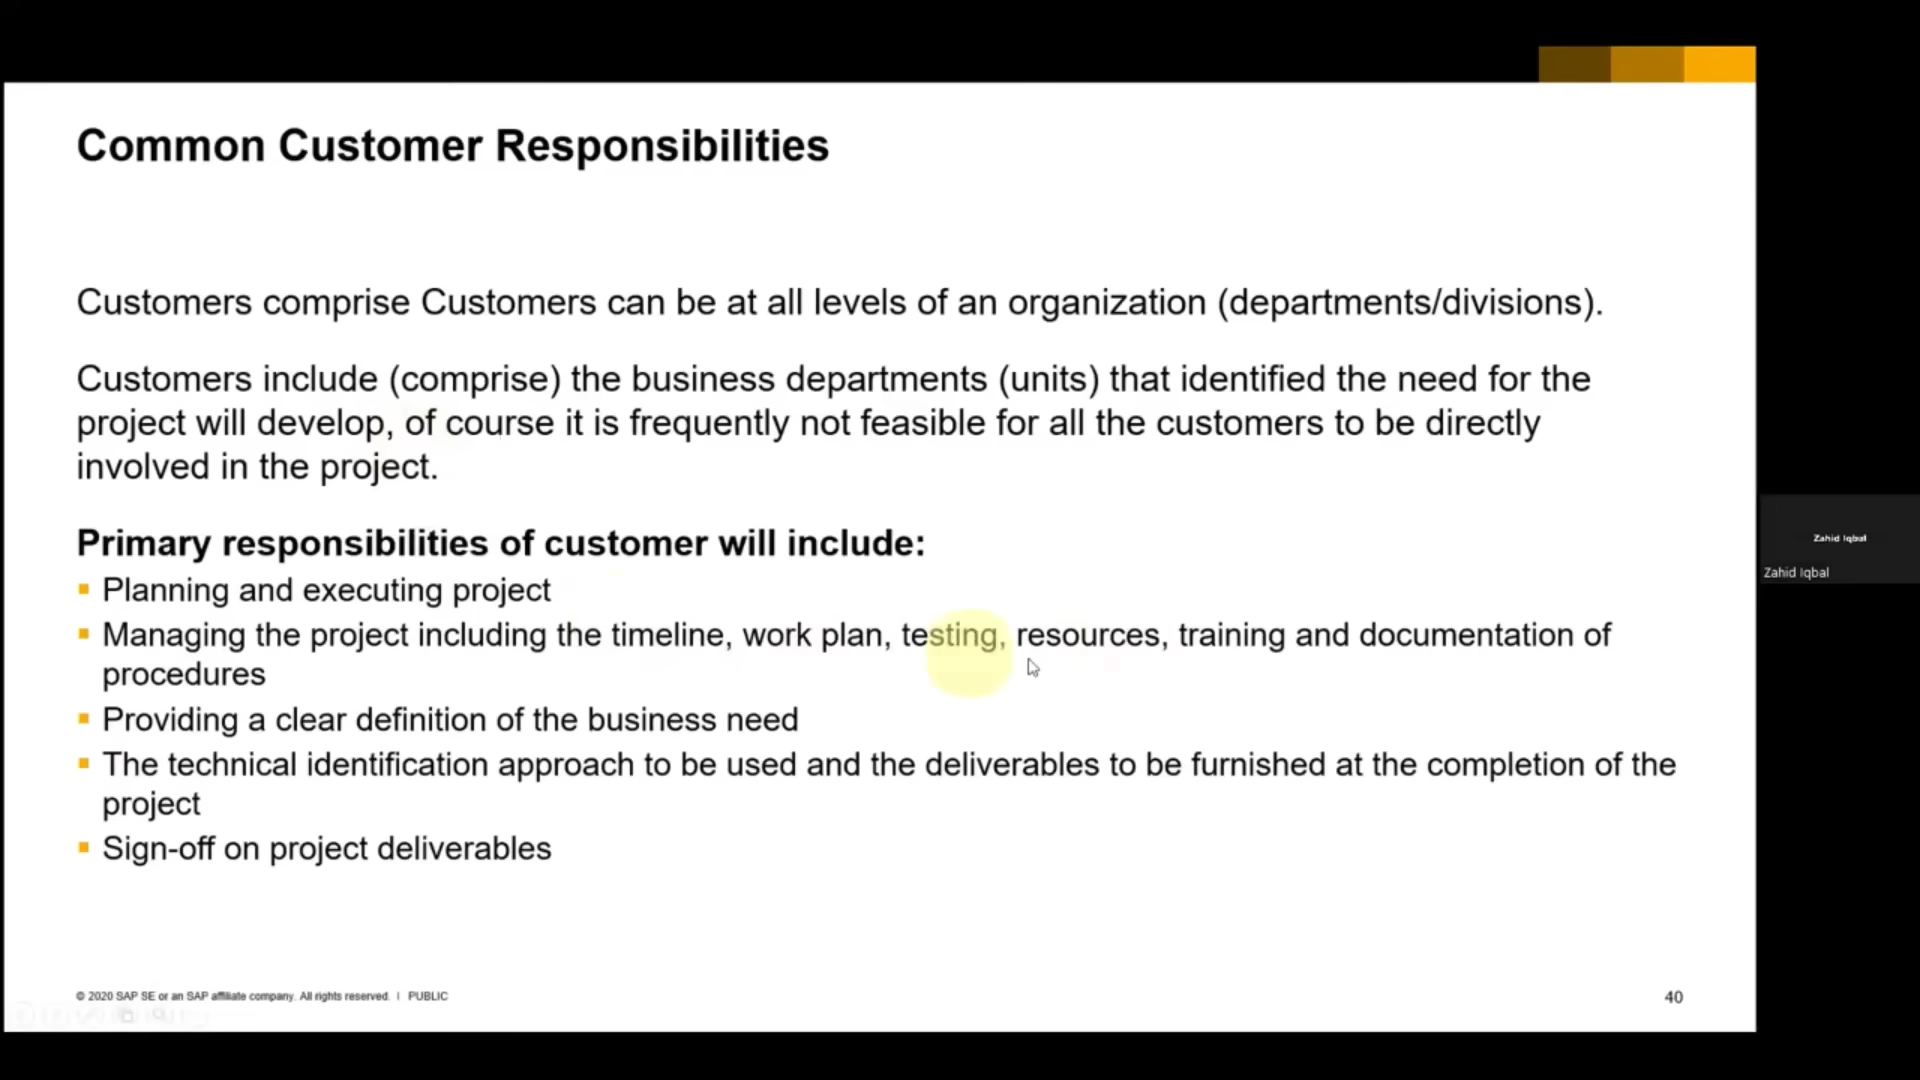 Common Customer Responsibilities
Customers comprise Customers can be at all levels of an organization (departments/divisions).
Customers include (comprise) the business departments (units) that identified the need for the
project will develop, of course it is frequently not feasible for all the customers to be directly
involved in the project.
Primary responsibilities of customer will include:
▪ Planning and executing project
▪ Managing the project including the timeline, work plan, testing, resources, training and documentation of
procedures
▪ Providing a clear definition of the business need
▪ The technical identification approach to be used and the deliverables to be furnished at the completion of the
project
▪ Sign-off on project deliverables
© 2020 SAP SE or an SAP affiliate company. All rights reserved. | PUBLIC
40
Zahid Iqbal
Zahid Iqbal